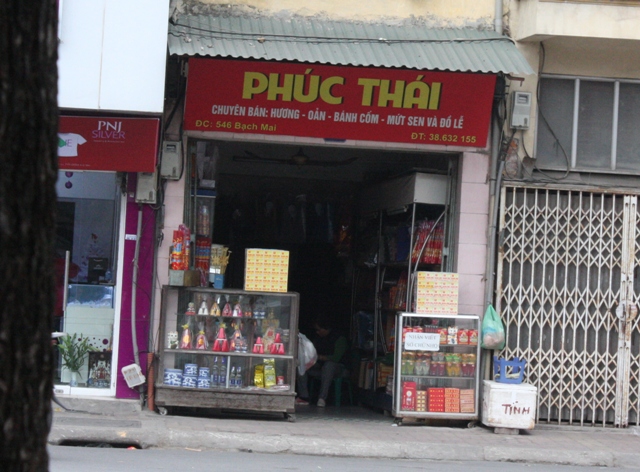 PHÚC THÁI
CHUYÊN BÁN: HƯƠNG - OẢN - BÁNH CỐM - MỨT SEN VÀ ĐỒ LỄ
ĐC: 546 Bạch Mai
ĐT: 38.632 155
PNJ
SILVER
TỈNH